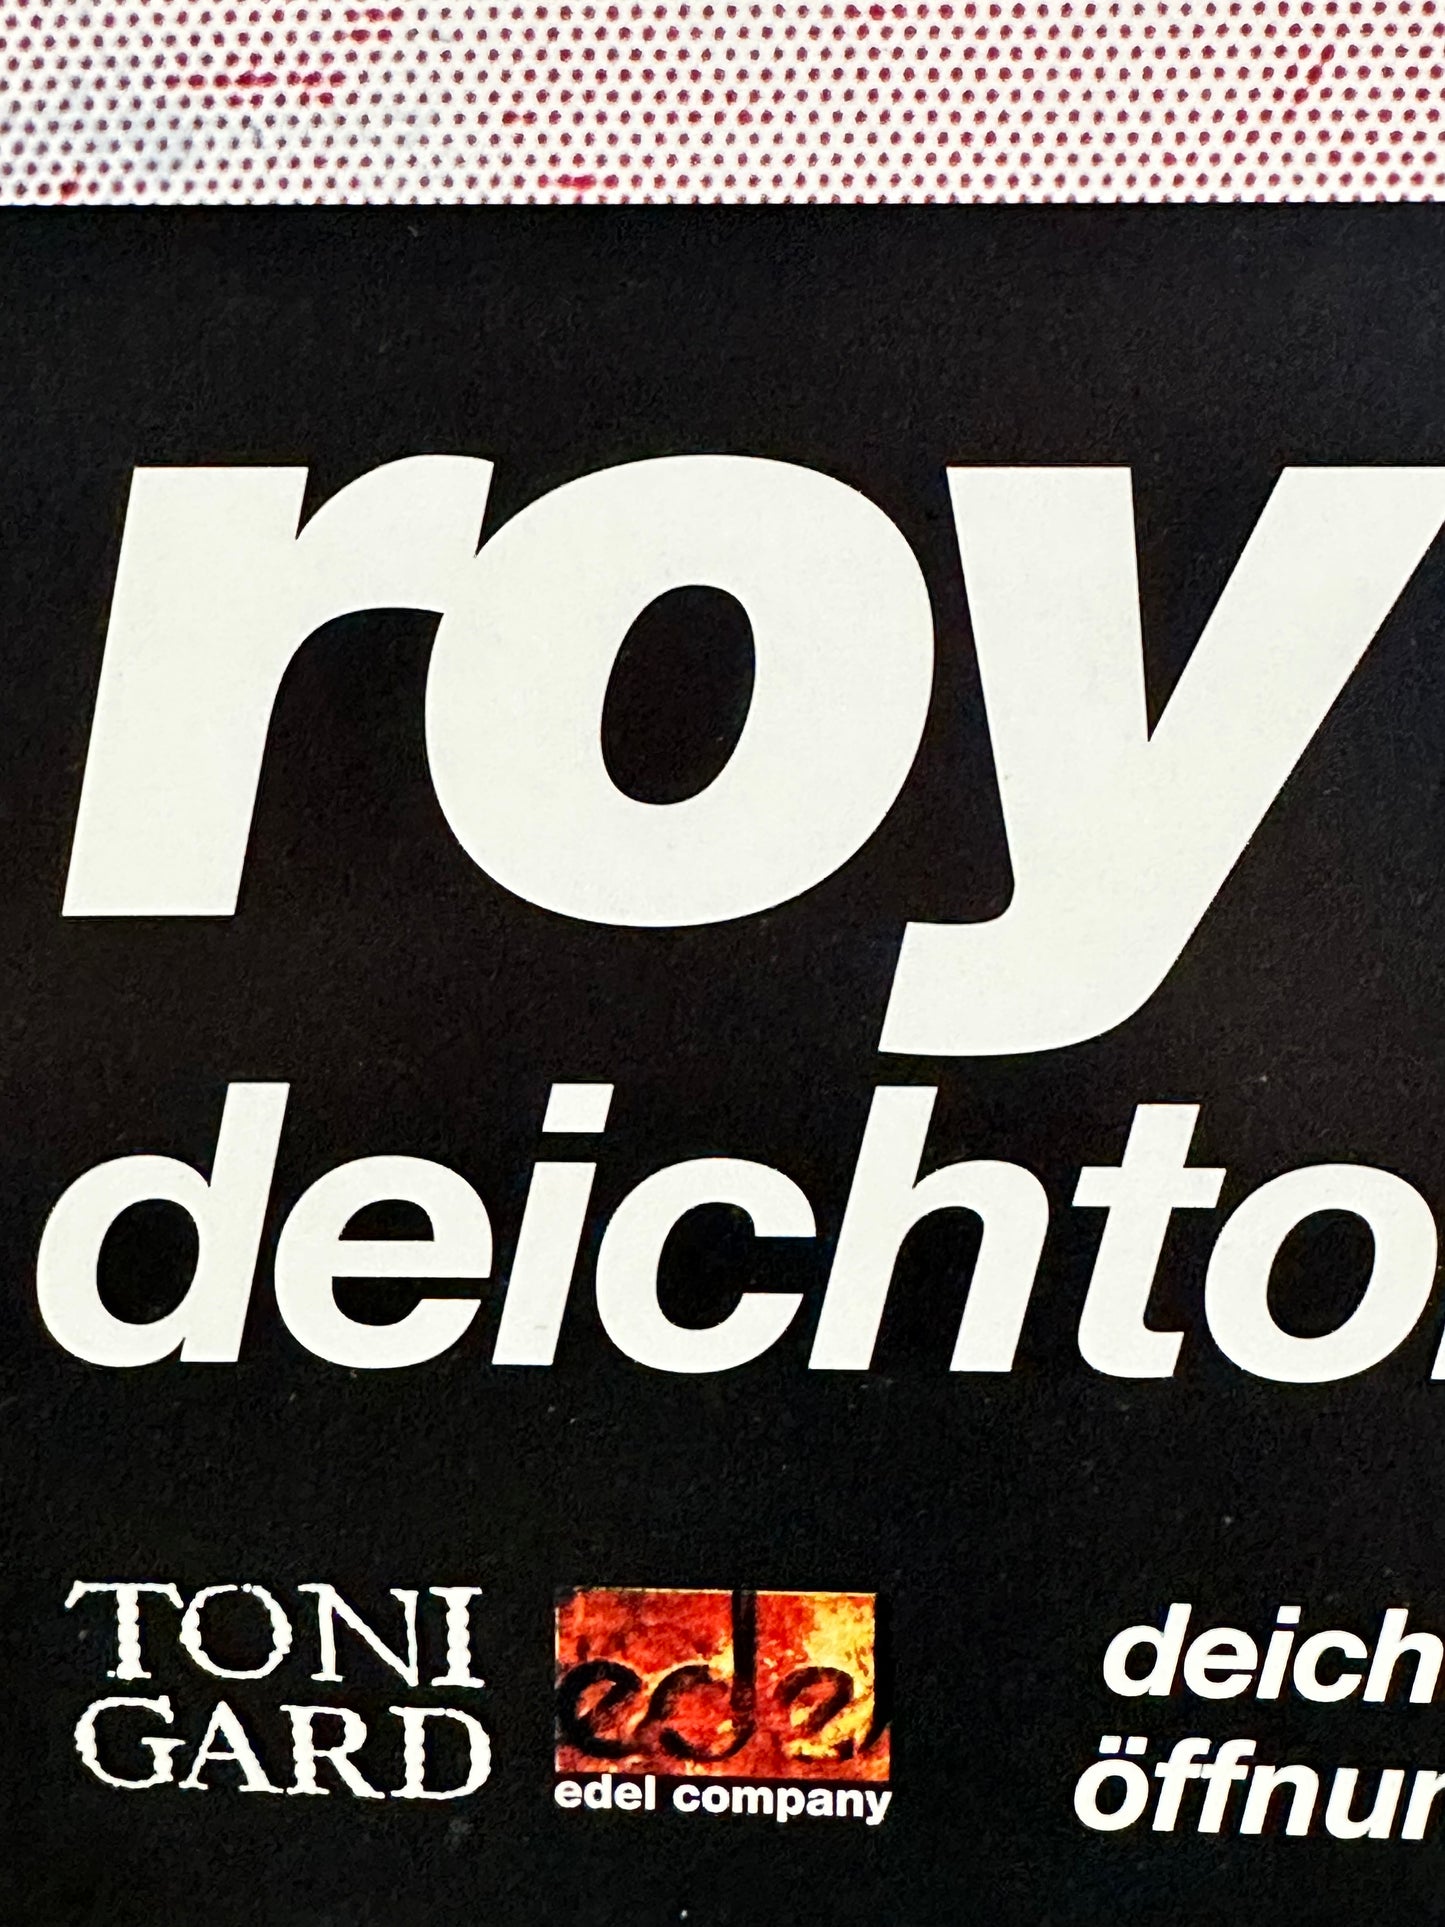 roy
deichto
TONI
GARD
edel
edel company
deich
öffnun